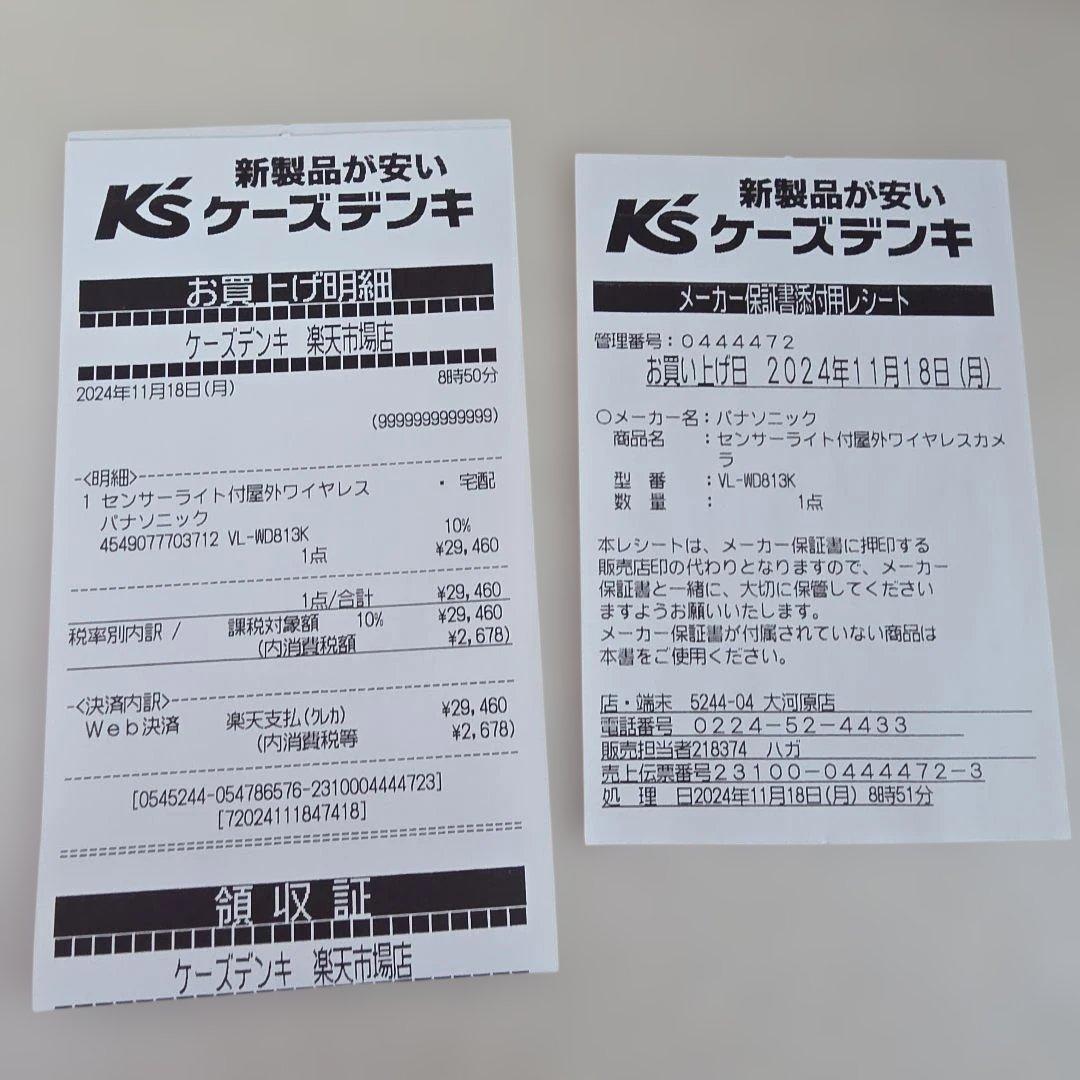 新製品が安い
K's ケーズデンキ
お買上げ明細
ケーズデンキ 楽天市場店
2024年11月18日(月) 8時50分
(9999999999999)
-<明細>-
1 センサーライト付屋外ワイヤレス ・ 宅配
パナソニック
4549077703712 VL-WD813K 10%
1点 ¥29,460
1点/合計 ¥29,460
税率別内訳 / 課税対象額 10% ¥29,460
(内消費税額 ¥2,678)
-<決済内訳>-
Web決済 楽天支払(クレカ) ¥29,460
(内消費税等 ¥2,678)
[0545244-054786576-2310004444723]
[72024111847418]
領収証
ケーズデンキ 楽天市場店
新製品が安い
K's ケーズデンキ
メーカー保証書添付用レシート
管理番号:0444472
お買い上げ日 2024年11月18日(月)
○メーカー名:パナソニック
商品名 :センサーライト付屋外ワイヤレスカメ
ラ
型 番 :VL-WD813K
数 量 : 1点
本レシートは、メーカー保証書に押印する
販売店印の代わりとなりますので、メーカー
保証書と一緒に、大切に保管してください
ますようお願いいたします。
メーカー保証書が付属されていない商品は
本書をご使用ください。
店・端末 5244-04 大河原店
電話番号 0224-52-4433
販売担当者218374 ハガ
売上伝票番号23100-0444472-3
処 理 日2024年11月18日(月) 8時51分